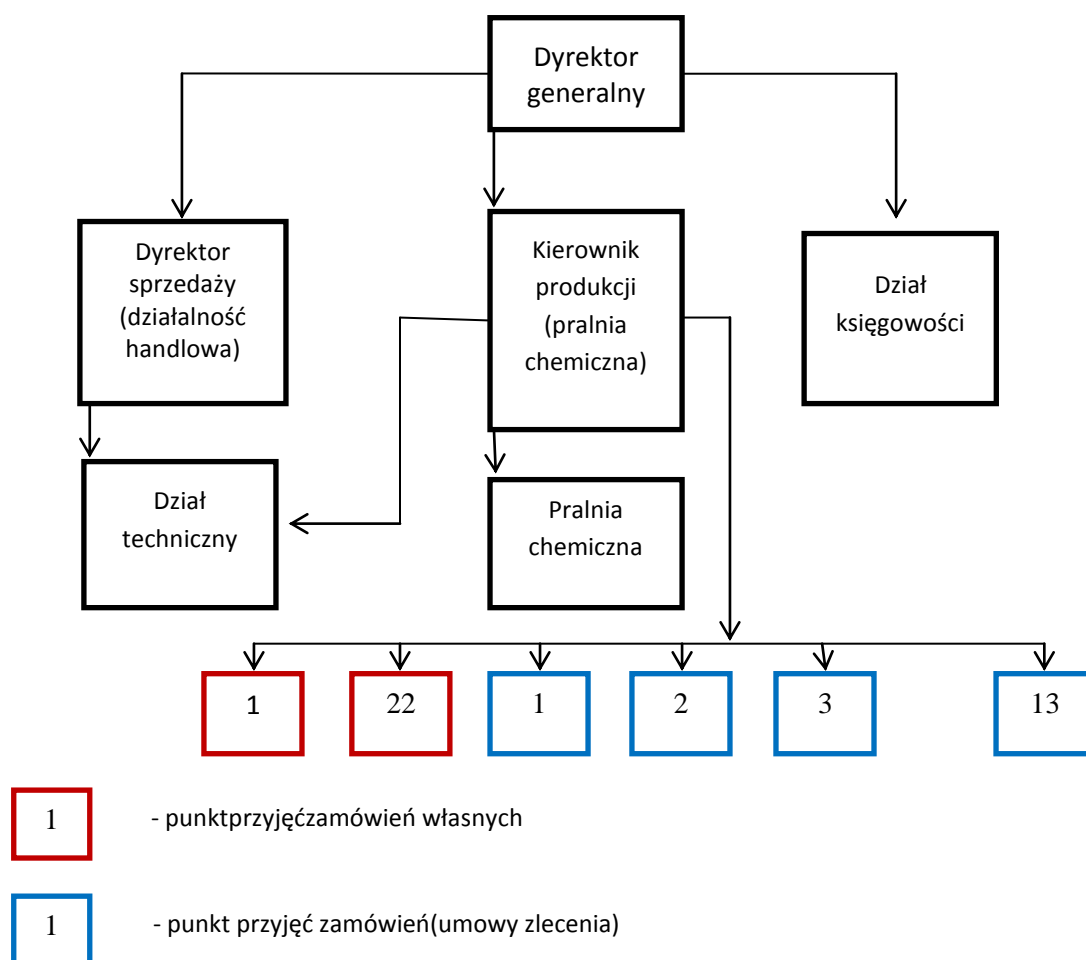 Dyrektor
generalny
Dyrektor
sprzedaży
(działalność
handlowa)
Kierownik
produkcji
(pralnia
chemiczna)
Dział
księgowości
Dział
techniczny
Pralnia
chemiczna
1
22
1
2
3
13
1
- punktprzyjęćzamówień własnych
1
- punkt przyjęć zamówień(umowy zlecenia)